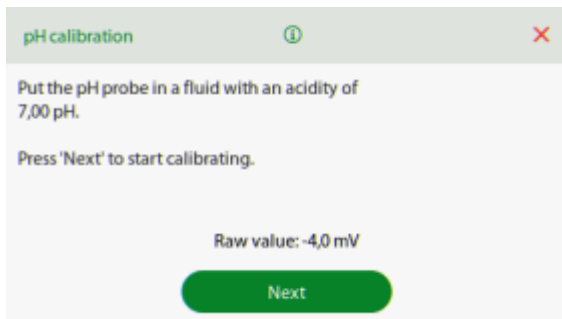 pH calibration
Put the pH probe in a fluid with an acidity of
7,00 pH.
Press 'Next' to start calibrating.
Raw value: -4,0 mV
Next